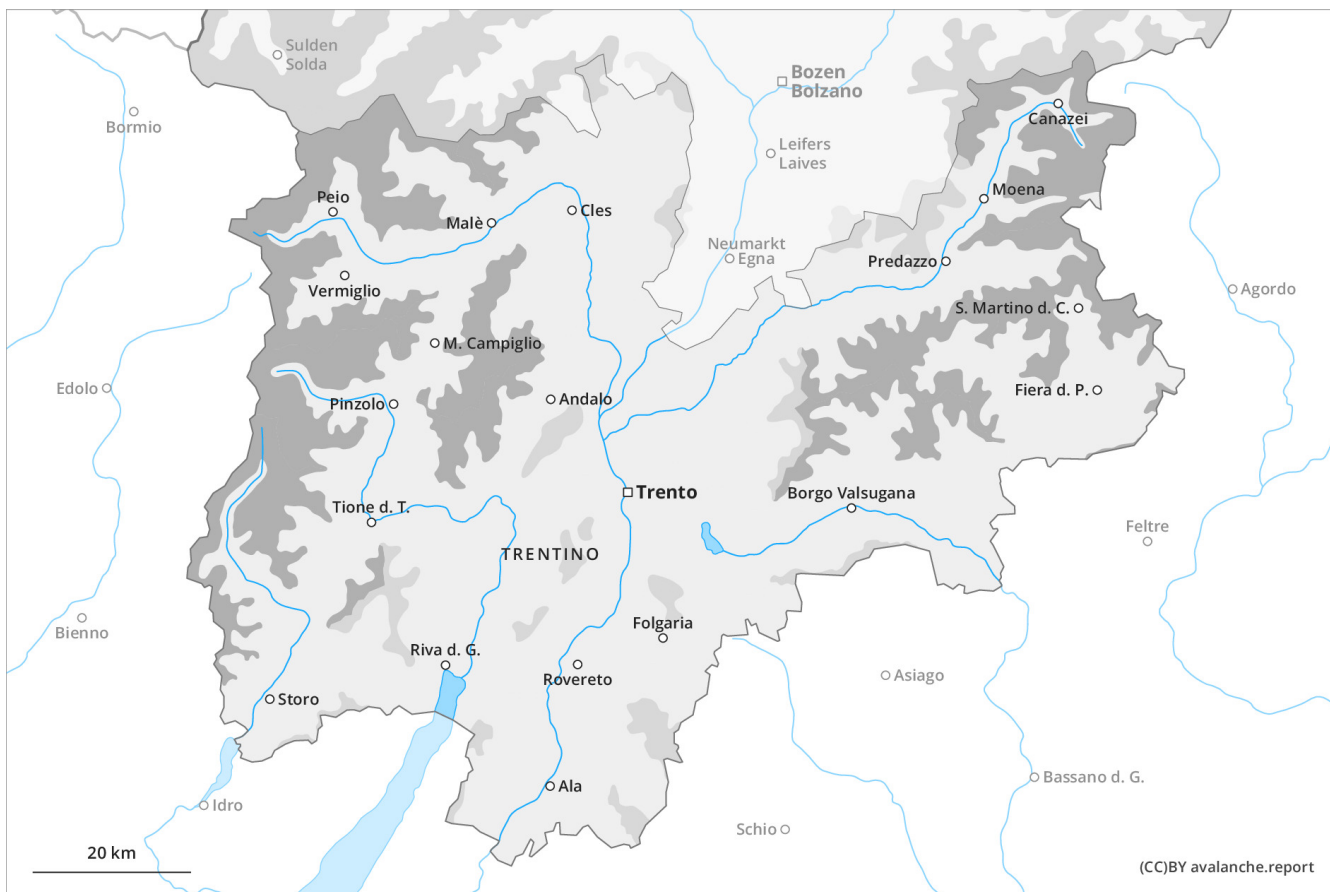 Sulden
Solda
Bozen
Bolzano
Bormio
Canazei
Leifers
Laives
Peio
Malè
Cles
Moena
Neumarkt
Egna
Predazzo
Vermiglio
Agordo
S. Martino d. C.
M. Campiglio
Edolo
Pinzolo
Andalo
Fiera d. P.
Trento
Borgo Valsugana
Tione d. T.
Feltre
TRENTINO
Bienno
Folgaria
Riva d. G.
Rovereto
Asiago
Storo
Ala
Bassano d. G.
Idro
Schio
20 km
(CC)BY avalanche.report